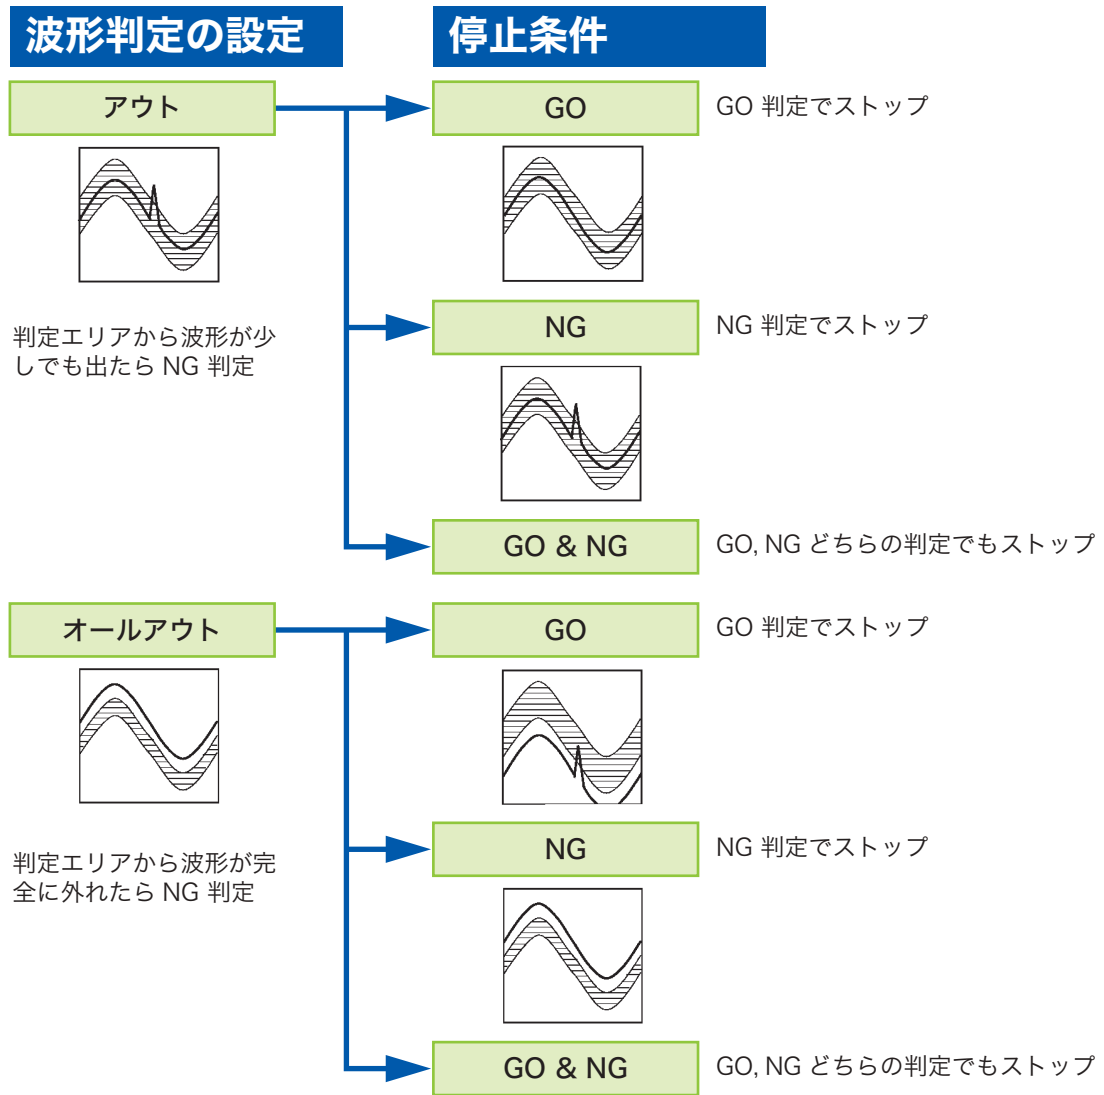 波形判定の設定
停止条件
アウト
GO
GO 判定でストップ
判定エリアから波形が少
しでも出たら NG 判定
NG
NG 判定でストップ
GO & NG
GO, NG どちらの判定でもストップ
オールアウト
GO
GO 判定でストップ
判定エリアから波形が完
全に外れたら NG 判定
NG
NG 判定でストップ
GO & NG
GO, NG どちらの判定でもストップ